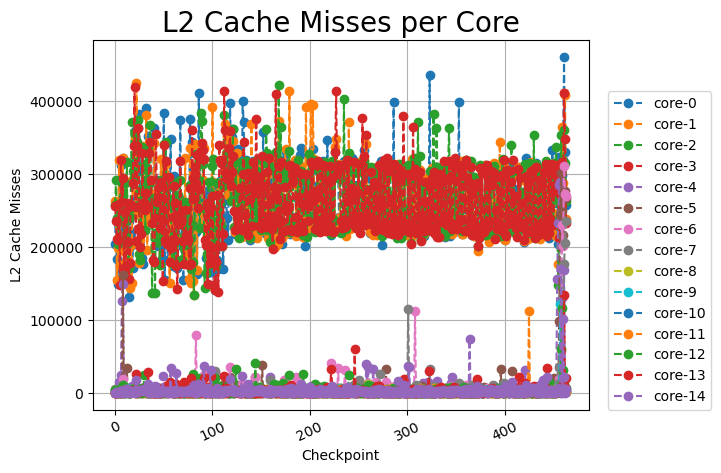 L2 Cache Misses per Core
L2 Cache Misses
400000
300000
200000
100000
0
0
100
200
300
400
Checkpoint
core-0
core-1
core-2
core-3
core-4
core-5
core-6
core-7
core-8
core-9
core-10
core-11
core-12
core-13
core-14